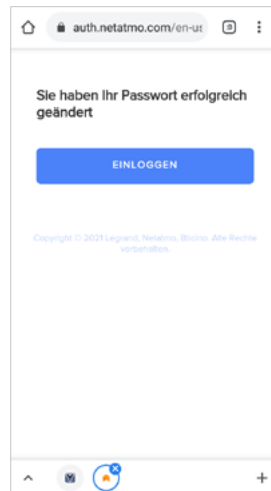 auth.netatmo.com/en-us
Sie haben Ihr Passwort erfolgreich
geändert
EINLOGGEN
Copyright © 2021 Legrand, Netatmo, Bticino. Alle Rechte
vorbehalten.